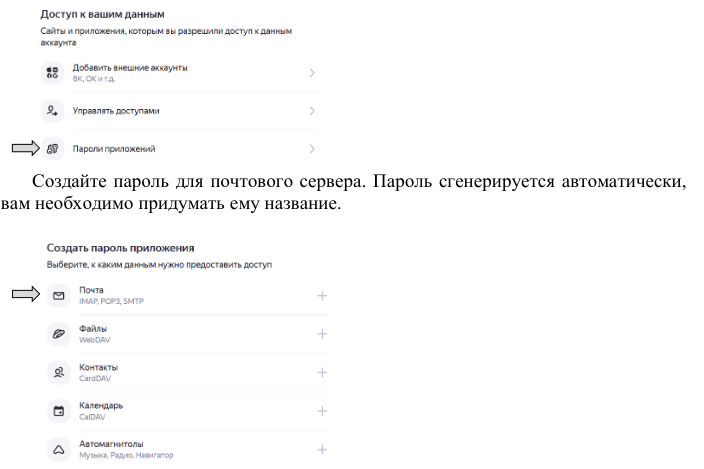 Доступ к вашим данным
Сайты и приложения, которым вы разрешили доступ к данным
аккаунта
Добавить внешние аккаунты
ВК, ОК и т.д.
Управлять доступами
Пароли приложений
Создайте пароль для почтового сервера. Пароль сгенерируется автоматически,
вам необходимо придумать ему название.
Создать пароль приложения
Выберите, к каким данным нужно предоставить доступ
Почта
IMAP, POP3, SMTP
Файлы
WebDAV
Контакты
CardDAV
Календарь
CalDAV
Автомагнитолы
Музыка, Радио, Навигатор